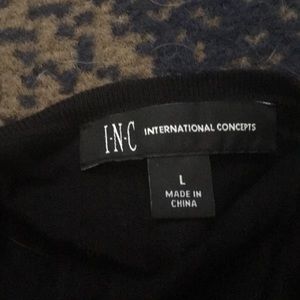 I·N·C INTERNATIONAL CONCEPTS
L
MADE IN
CHINA